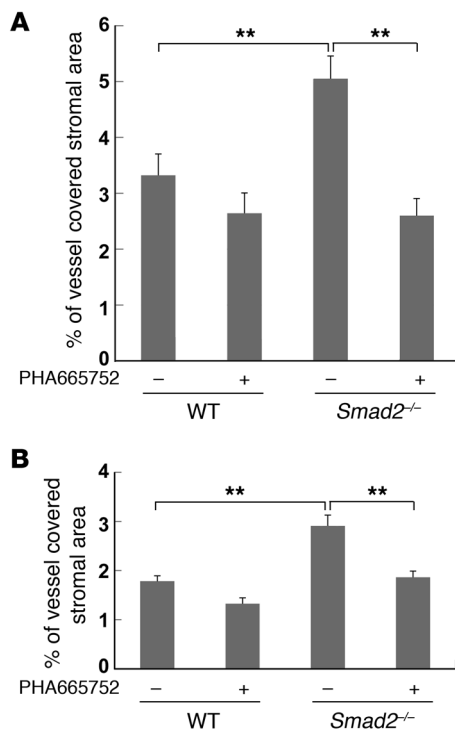 A
% of vessel covered stromal area
6
5
4
3
2
1
0
** **
PHA665752 − + − +
WT Smad2−/−
B
% of vessel covered
stromal area
4
3
2
1
0
** **
PHA665752 − + − +
WT Smad2−/−